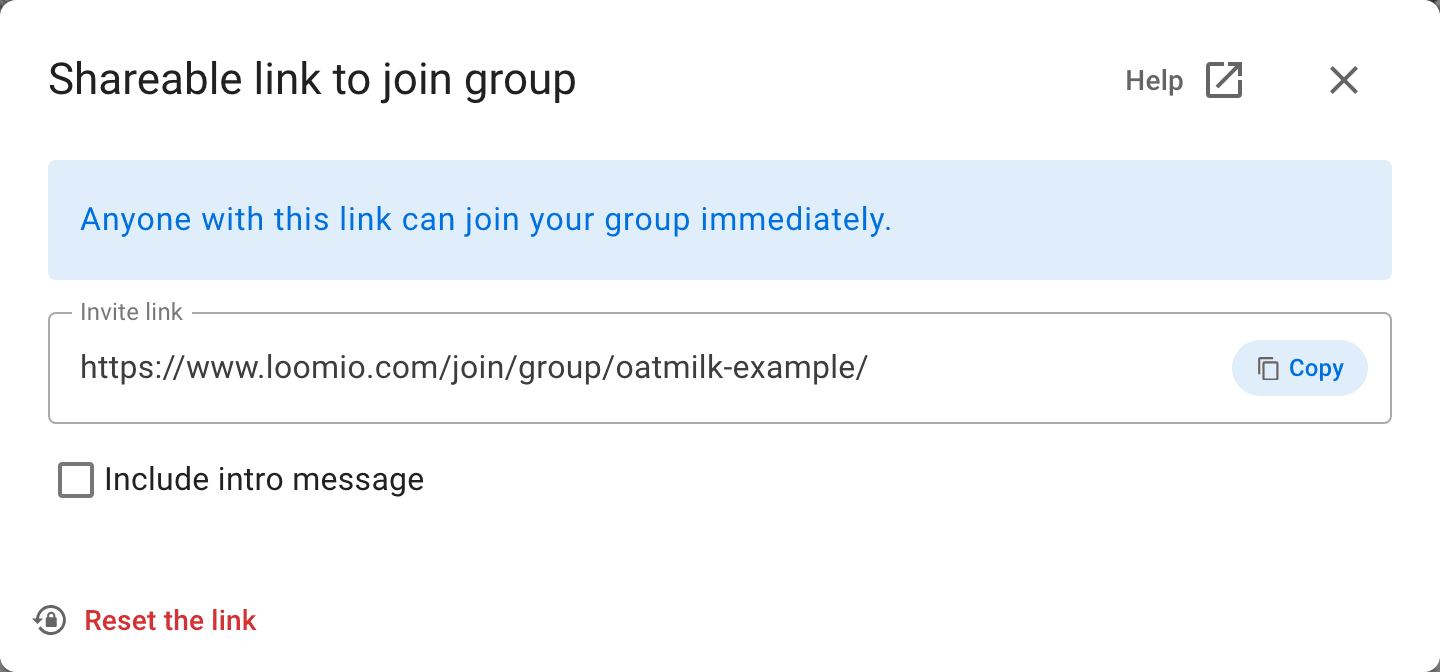 Shareable link to join group
Help
Anyone with this link can join your group immediately.
Invite link
https://www.loomio.com/join/group/oatmilk-example/
Copy
Include intro message
Reset the link